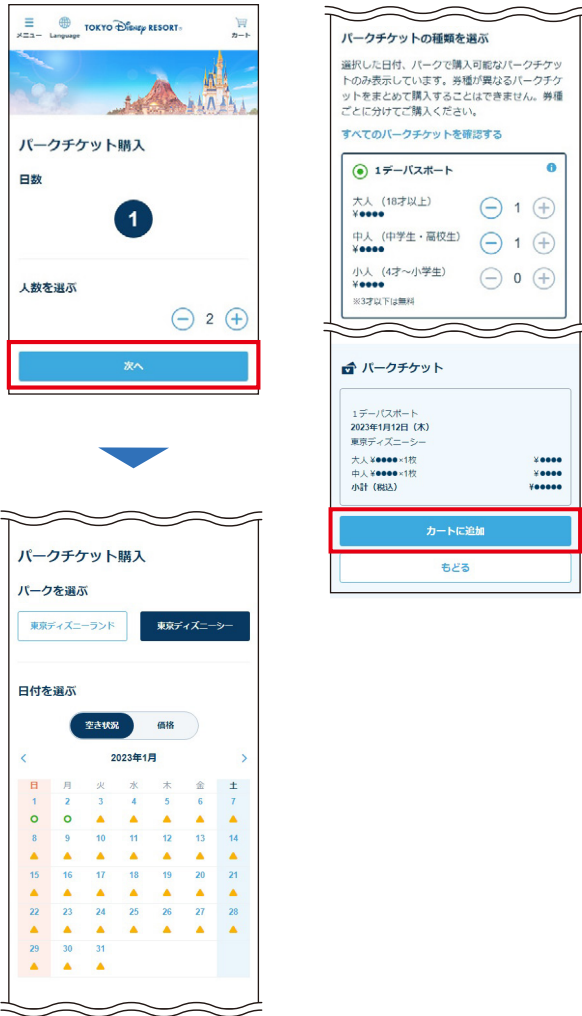 メニュー
Language
TOKYO Disney RESORT
カート
パークチケット購入
日数
1
人数を選ぶ
2
次へ
パークチケット購入
パークを選ぶ
東京ディズニーランド 東京ディズニーシー
日付を選ぶ
空き状況 価格
2023年1月
日 月 火 水 木 金 土
1 2 3 4 5 6 7
8 9 10 11 12 13 14
15 16 17 18 19 20 21
22 23 24 25 26 27 28
29 30 31
パークチケットの種類を選ぶ
選択した日付、パークで購入可能なパークチケッ
トのみ表示しています。券種が異なるパークチケ
ットをまとめて購入することはできません。券種
ごとに分けてご購入ください。
すべてのパークチケットを確認する
1デーパスポート
大人 (18才以上)
¥●●●●
1
中人 (中学生・高校生)
¥●●●●
1
小人 (4才~小学生)
¥●●●●
0
※3才以下は無料
パークチケット
1デーパスポート
2023年1月12日(木)
東京ディズニーシー
大人 ¥●●●●×1枚 ¥●●●●
中人 ¥●●●●×1枚 ¥●●●●
小計(税込) ¥●●●●●
カートに追加
もどる